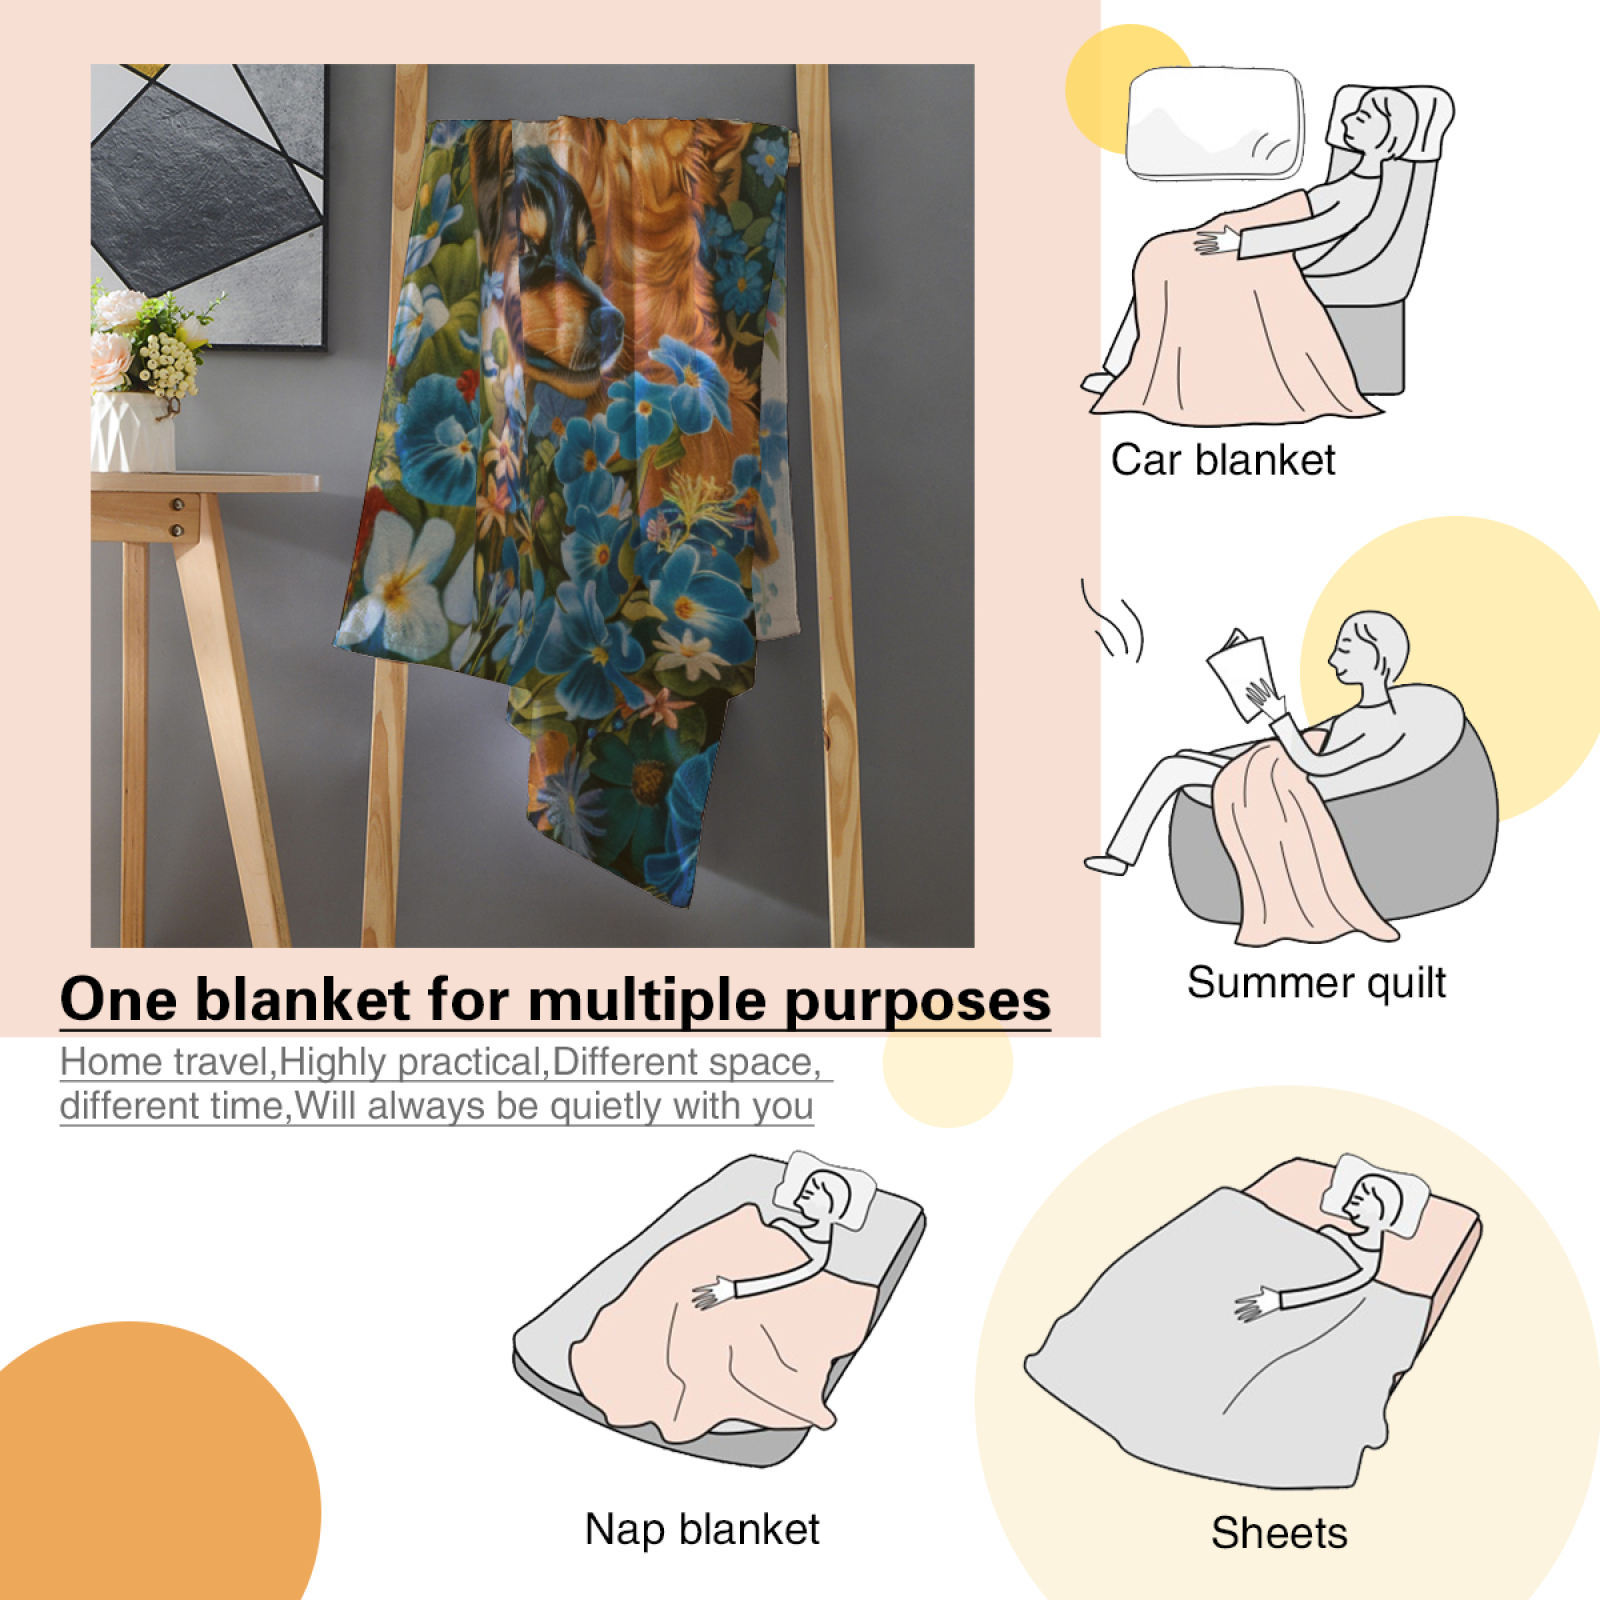 Car blanket
Summer quilt
One blanket for multiple purposes
Home travel,Highly practical,Different space,
different time,Will always be quietly with you
Nap blanket
Sheets